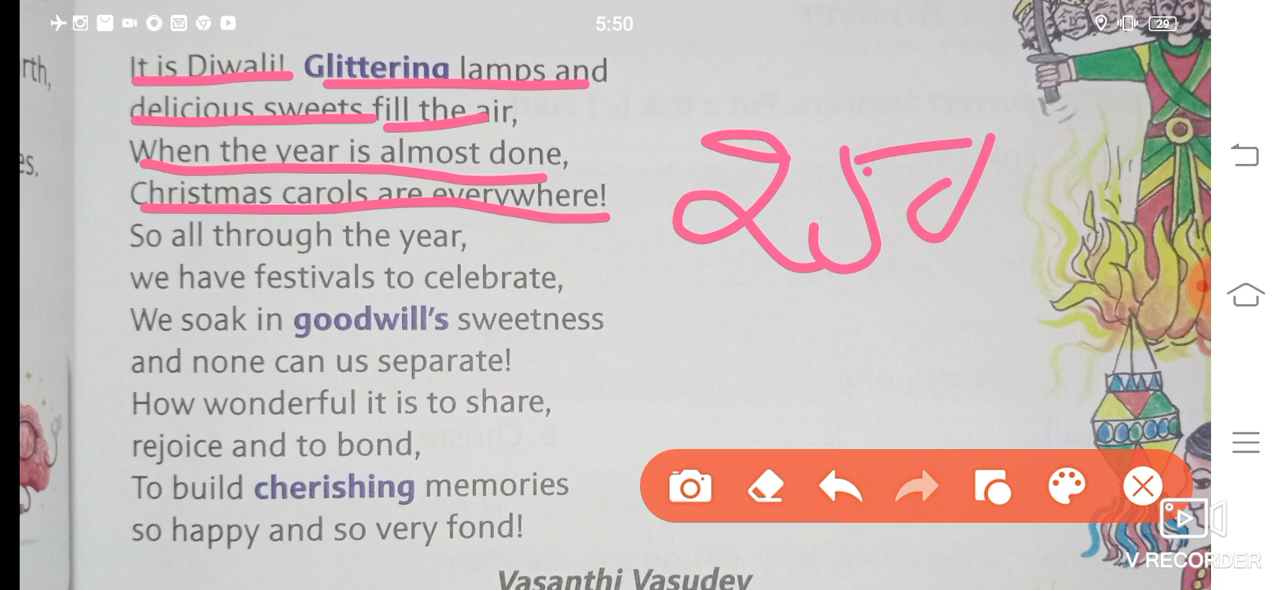 5:50
29
rth,
It is Diwali! Glittering lamps and
delicious sweets fill the air,
When the year is almost done,
es.
Christmas carols are everywhere!
So all through the year,
we have festivals to celebrate,
We soak in goodwill's sweetness
and none can us separate!
How wonderful it is to share,
rejoice and to bond,
To build cherishing memories
so happy and so very fond!
V RECORDER
Vasanthi Vasudev